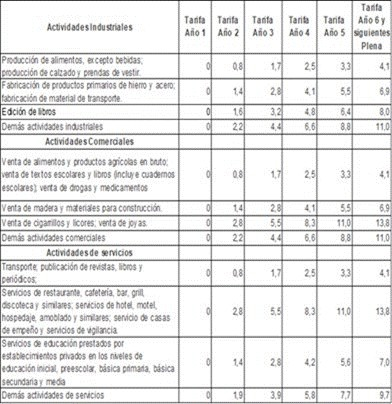 Actividades Industriales Tarifa Año 1 Tarifa Año 2 Tarifa Año 3 Tarifa Año 4 Tarifa Año 5 Tarifa Año 6 y siguientes Plena
Producción de alimentos, excepto bebidas;
producción de calzado y prendas de vestir. 0 0,8 1,7 2,5 3,3 4,1
Fabricación de productos primarios de hierro y acero;
fabricación de material de transporte. 0 1,4 2,8 4,1 5,5 6,9
Edición de libros 0 1,6 3,2 4,8 6,4 8,0
Demás actividades industriales 0 2,2 4,4 6,6 8,8 11,0
Actividades Comerciales
Venta de alimentos y productos agrícolas en bruto;
venta de textos escolares y libros (incluye cuadernos
escolares); venta de drogas y medicamentos 0 0,8 1,7 2,5 3,3 4,1
Venta de madera y materiales para construcción. 0 1,4 2,8 4,1 5,5 6,9
Venta de cigarrillos y licores; venta de joyas. 0 2,8 5,5 8,3 11,0 13,8
Demás actividades comerciales 0 2,2 4,4 6,6 8,8 11,0
Actividades de servicios
Transporte; publicación de revistas, libros y
periódicos; 0 0,8 1,7 2,5 3,3 4,1
Servicios de restaurante, cafetería, bar, grill,
discoteca y similares; servicios de hotel, motel,
hospedaje, amoblado y similares; servicio de casas
de empeño y servicios de vigilancia. 0 2,8 5,5 8,3 11,0 13,8
Servicios de educación prestados por
establecimientos privados en los niveles de
educación inicial, preescolar, básica primaria, básica
secundaria y media 0 1,4 2,8 4,2 5,6 7,0
Demás actividades de servicios 0 1,9 3,9 5,8 7,7 9,7